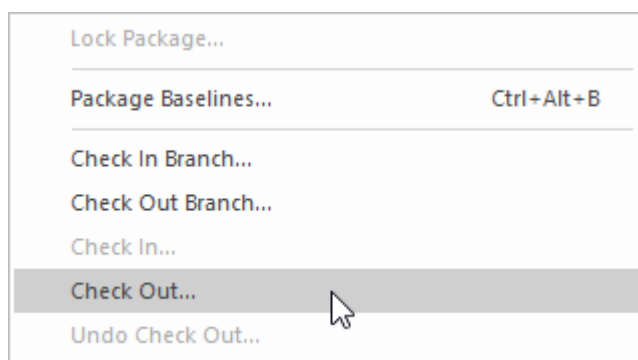 Lock Package...
Package Baselines... Ctrl+Alt+B
Check In Branch...
Check Out Branch...
Check In...
Check Out...
Undo Check Out...